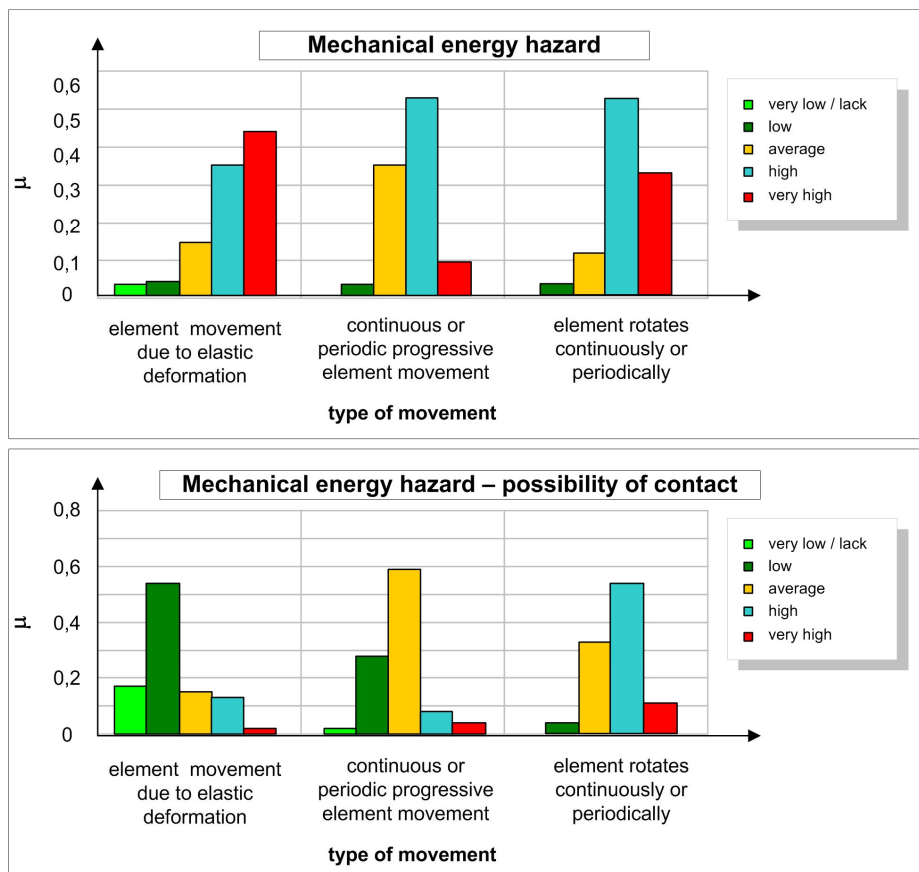 Mechanical energy hazard
0,6
0,5
0,4
0,3
0,2
0,1
0
μ
very low / lack
low
average
high
very high
element movement
due to elastic
deformation
continuous or
periodic progressive
element movement
element rotates
continuously or
periodically
type of movement
Mechanical energy hazard – possibility of contact
0,8
0,6
0,4
0,2
0
μ
very low / lack
low
average
high
very high
element movement
due to elastic
deformation
continuous or
periodic progressive
element movement
element rotates
continuously or
periodically
type of movement